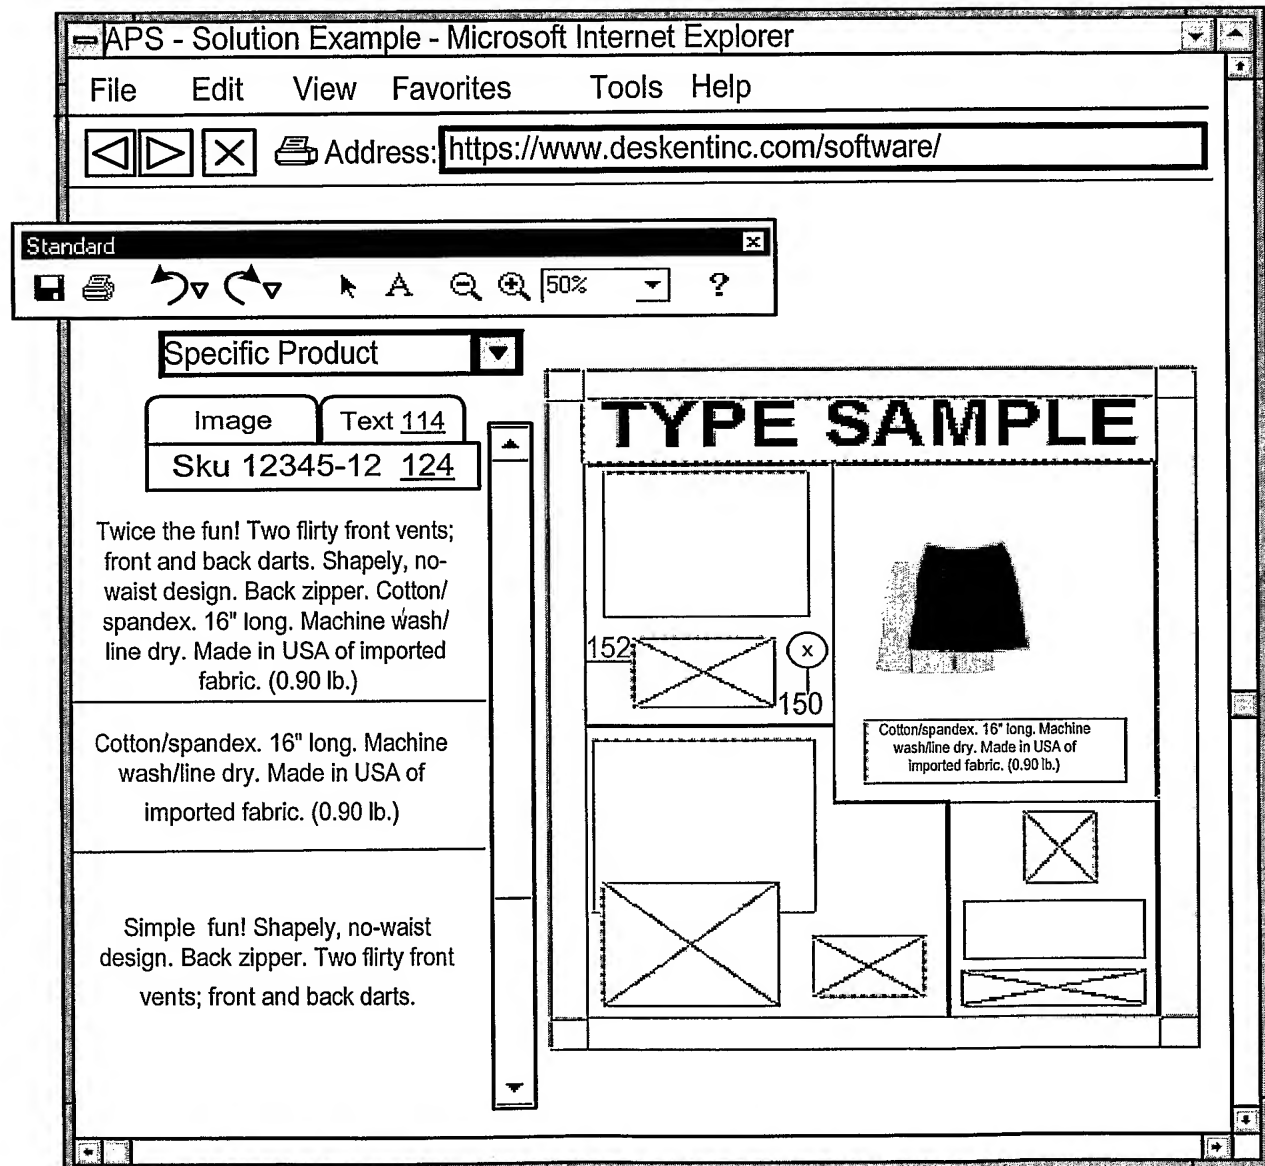 APS - Solution Example - Microsoft Internet Explorer
File Edit View Favorites Tools Help
Address: https://www.deskentinc.com/software/
Standard
A 50% ?
Specific Product
Image Text 114
Sku 12345-12 124
Twice the fun! Two flirty front vents;
front and back darts. Shapely, no-
waist design. Back zipper. Cotton/
spandex. 16" long. Machine wash/
line dry. Made in USA of imported
fabric. (0.90 lb.)
Cotton/spandex. 16" long. Machine
wash/line dry. Made in USA of
imported fabric. (0.90 lb.)
Simple fun! Shapely, no-waist
design. Back zipper. Two flirty front
vents; front and back darts.
TYPE SAMPLE
152
x
150
Cotton/spandex. 16" long. Machine
wash/line dry. Made in USA of
imported fabric. (0.90 lb.)